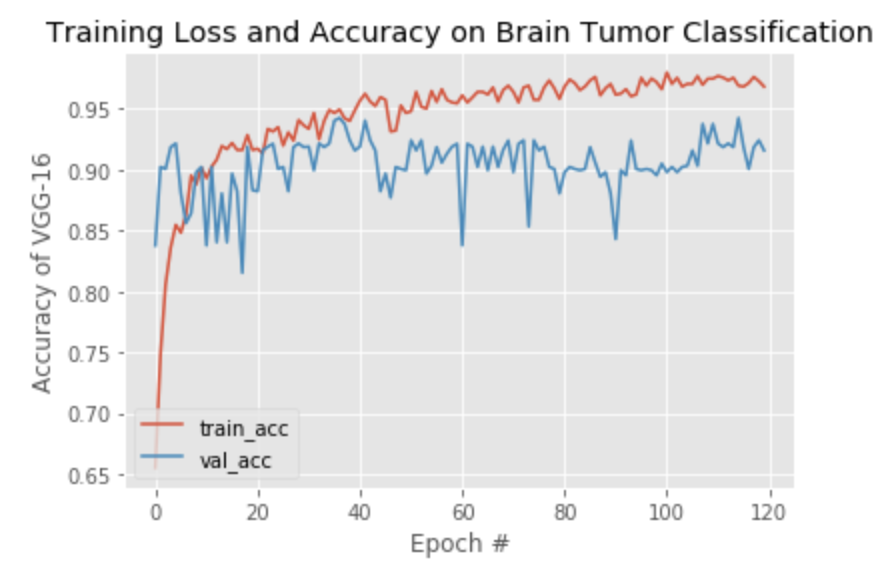 Training Loss and Accuracy on Brain Tumor Classification
Accuracy of VGG-16
0.95
0.90
0.85
0.80
0.75
0.70
0.65
train_acc
val_acc
0 20 40 60 80 100 120
Epoch #